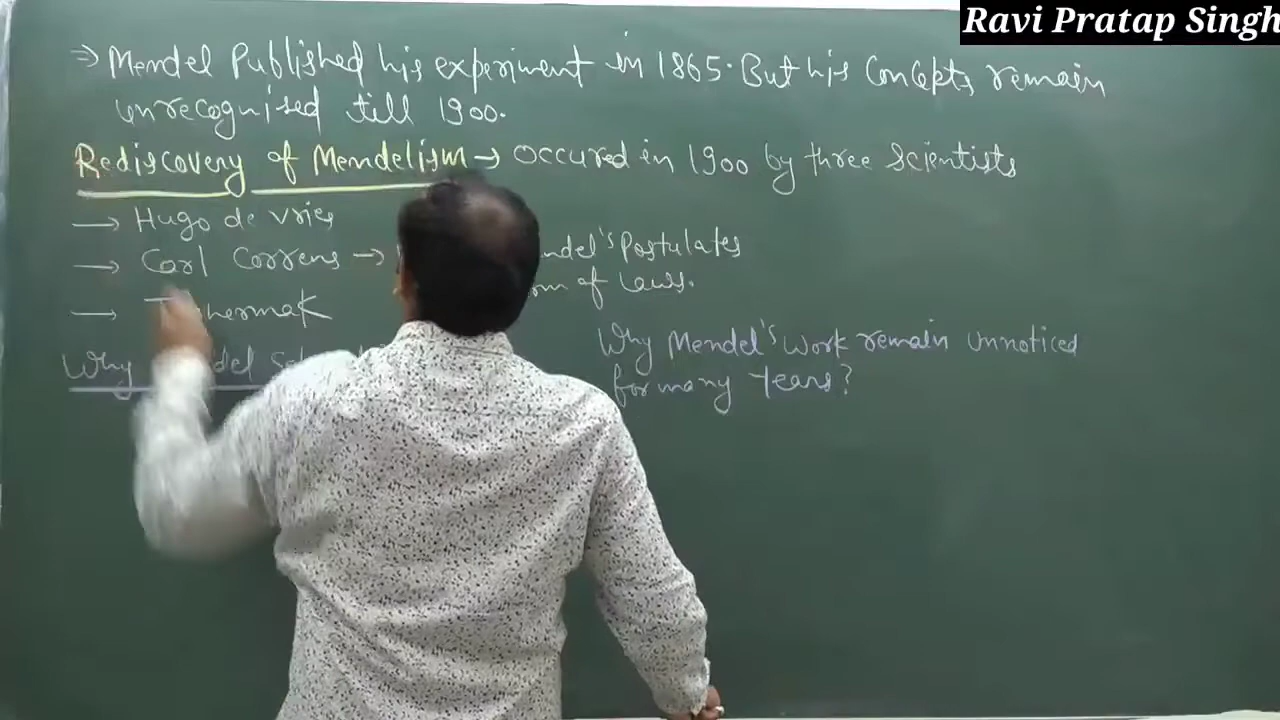 Ravi Pratap Singh
⇒ Mendel Published his experiment in 1865. But his Concepts remain
unrecognised till 1900.
Rediscovery of Mendelism → Occured in 1900 by three Scientists
→ Hugo de vries
→ Carl Correns → ndel's Postulates
of Laws.
→ hermak
Why del
Why Mendel's work remain unnoticed
for many Years?